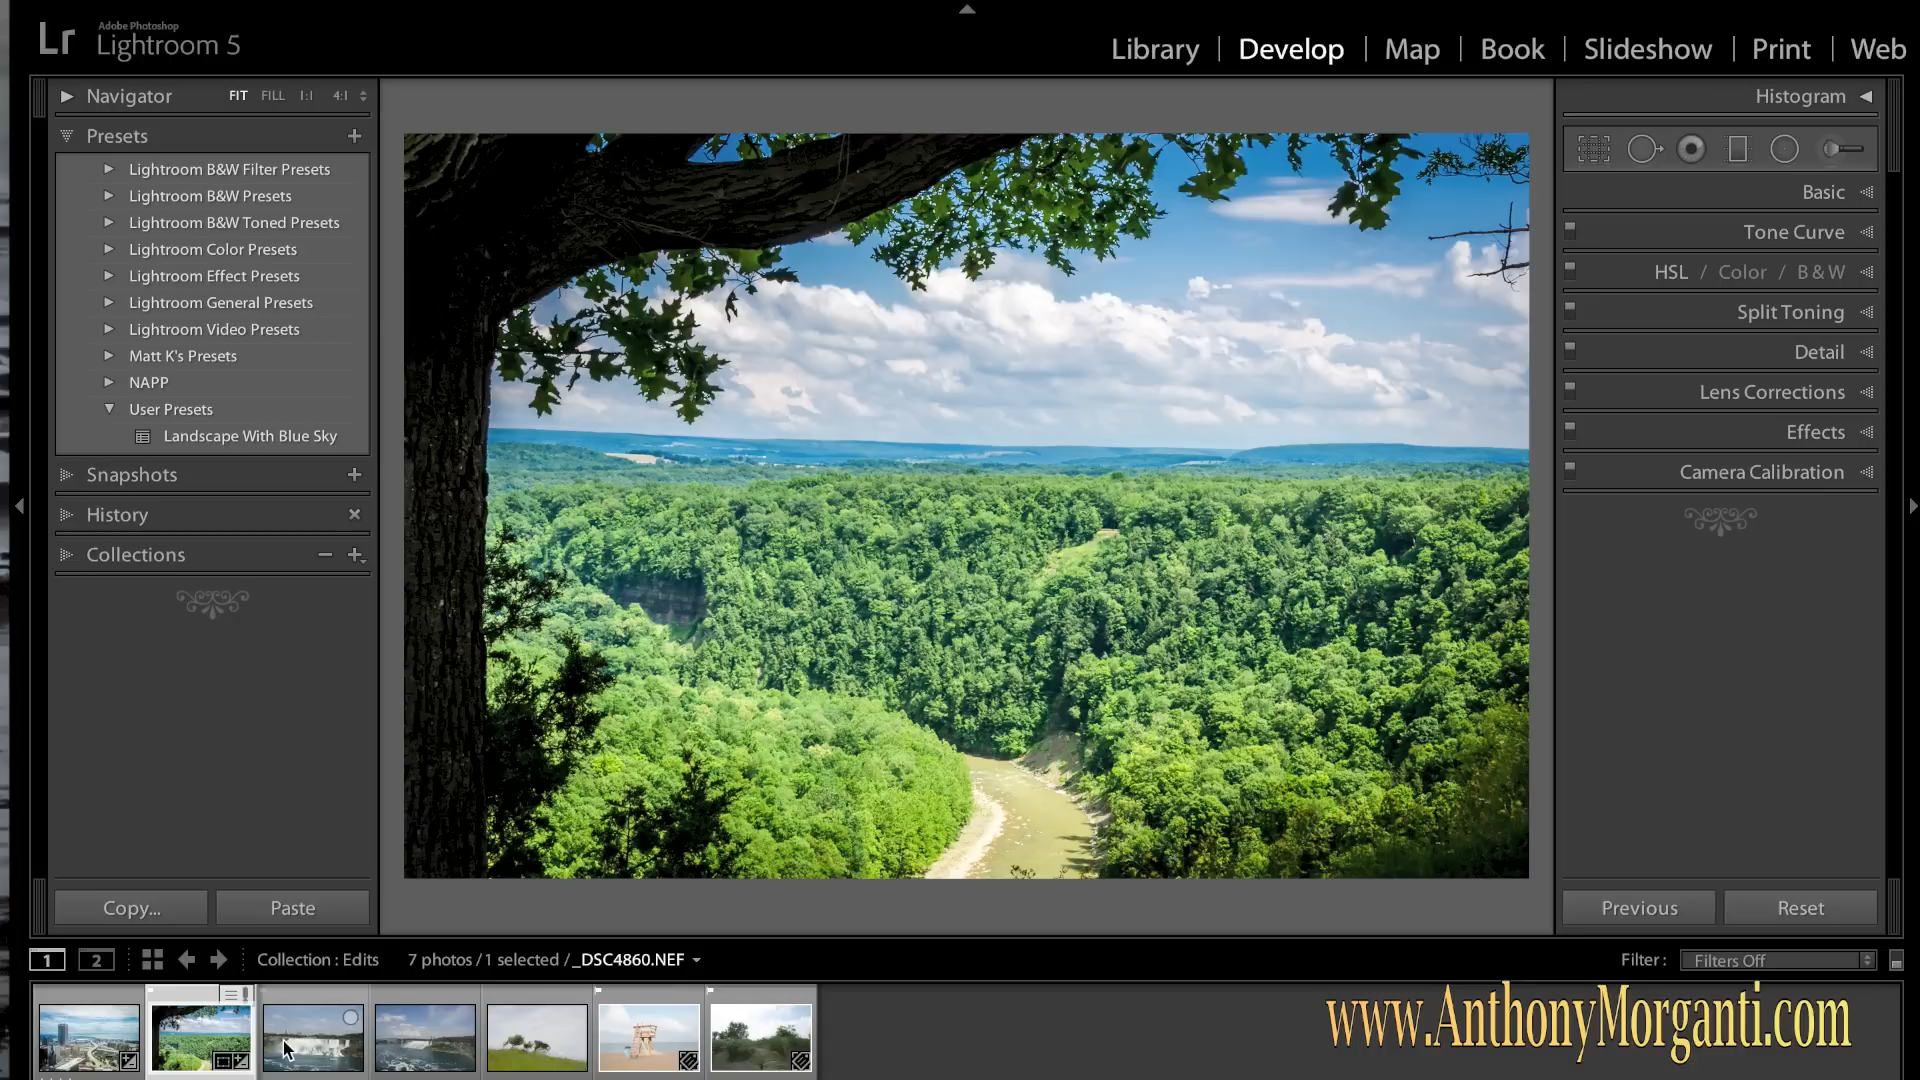 Lr Adobe Photoshop
Lightroom 5
Library | Develop | Map | Book | Slideshow | Print | Web
Navigator FIT FILL 1:1 4:1
Presets +
Lightroom B&W Filter Presets
Lightroom B&W Presets
Lightroom B&W Toned Presets
Lightroom Color Presets
Lightroom Effect Presets
Lightroom General Presets
Lightroom Video Presets
Matt K's Presets
NAPP
User Presets
Landscape With Blue Sky
Snapshots +
History ×
Collections − +
Copy... Paste
Histogram
Basic
Tone Curve
HSL / Color / B & W
Split Toning
Detail
Lens Corrections
Effects
Camera Calibration
Previous Reset
1 2 Collection : Edits 7 photos / 1 selected / _DSC4860.NEF Filter : Filters Off
www.AnthonyMorganti.com